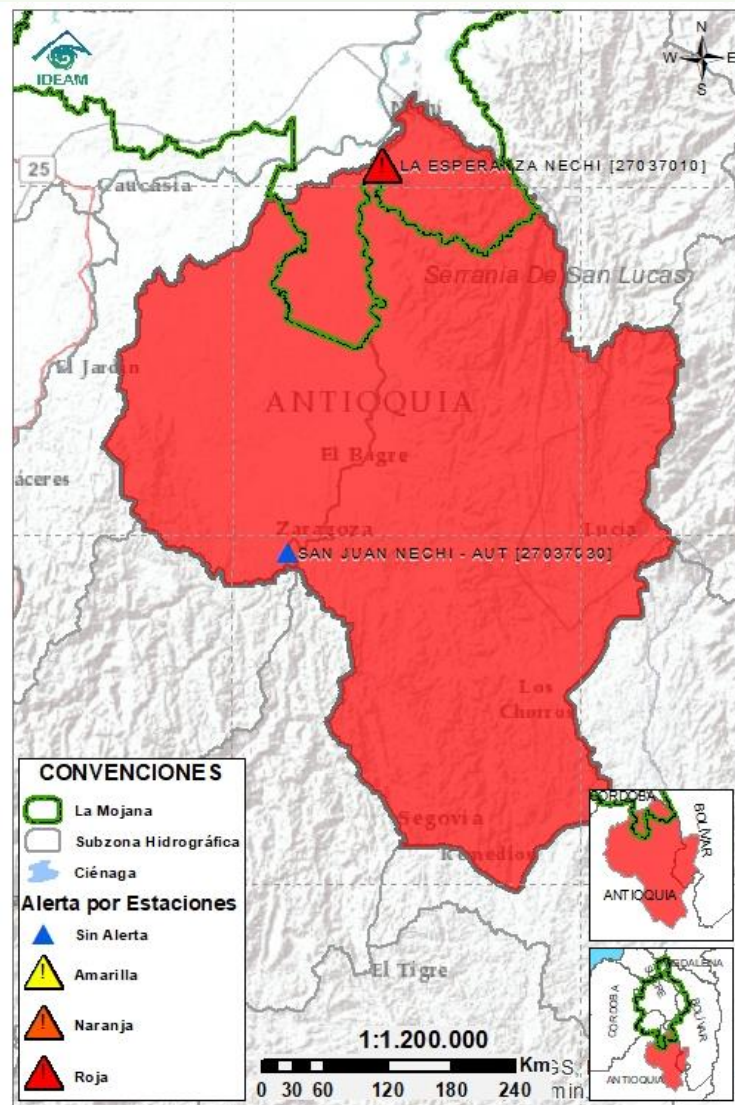 IDEAM
N
W E
S
LA ESPERANZA NECHI [27037010]
25
Caucasia
Serrania De San Lucas
El Jardin
ANTIOQUIA
El Bagre
áceres
Zaragoza
Lucia
SAN JUAN NECHI - AUT [27037030]
Los
Chorros
Segovia
Remedios
El Tigre
CONVENCIONES
La Mojana
Subzona Hidrográfica
Ciénaga
Alerta por Estaciones
Sin Alerta
Amarilla
Naranja
Roja
1:1.200.000
Km
0 30 60 120 180 240
CORDOBA
BOLIVAR
ANTIOQUIA
CORDOBA
BOLIVAR
ANTIOQUIA